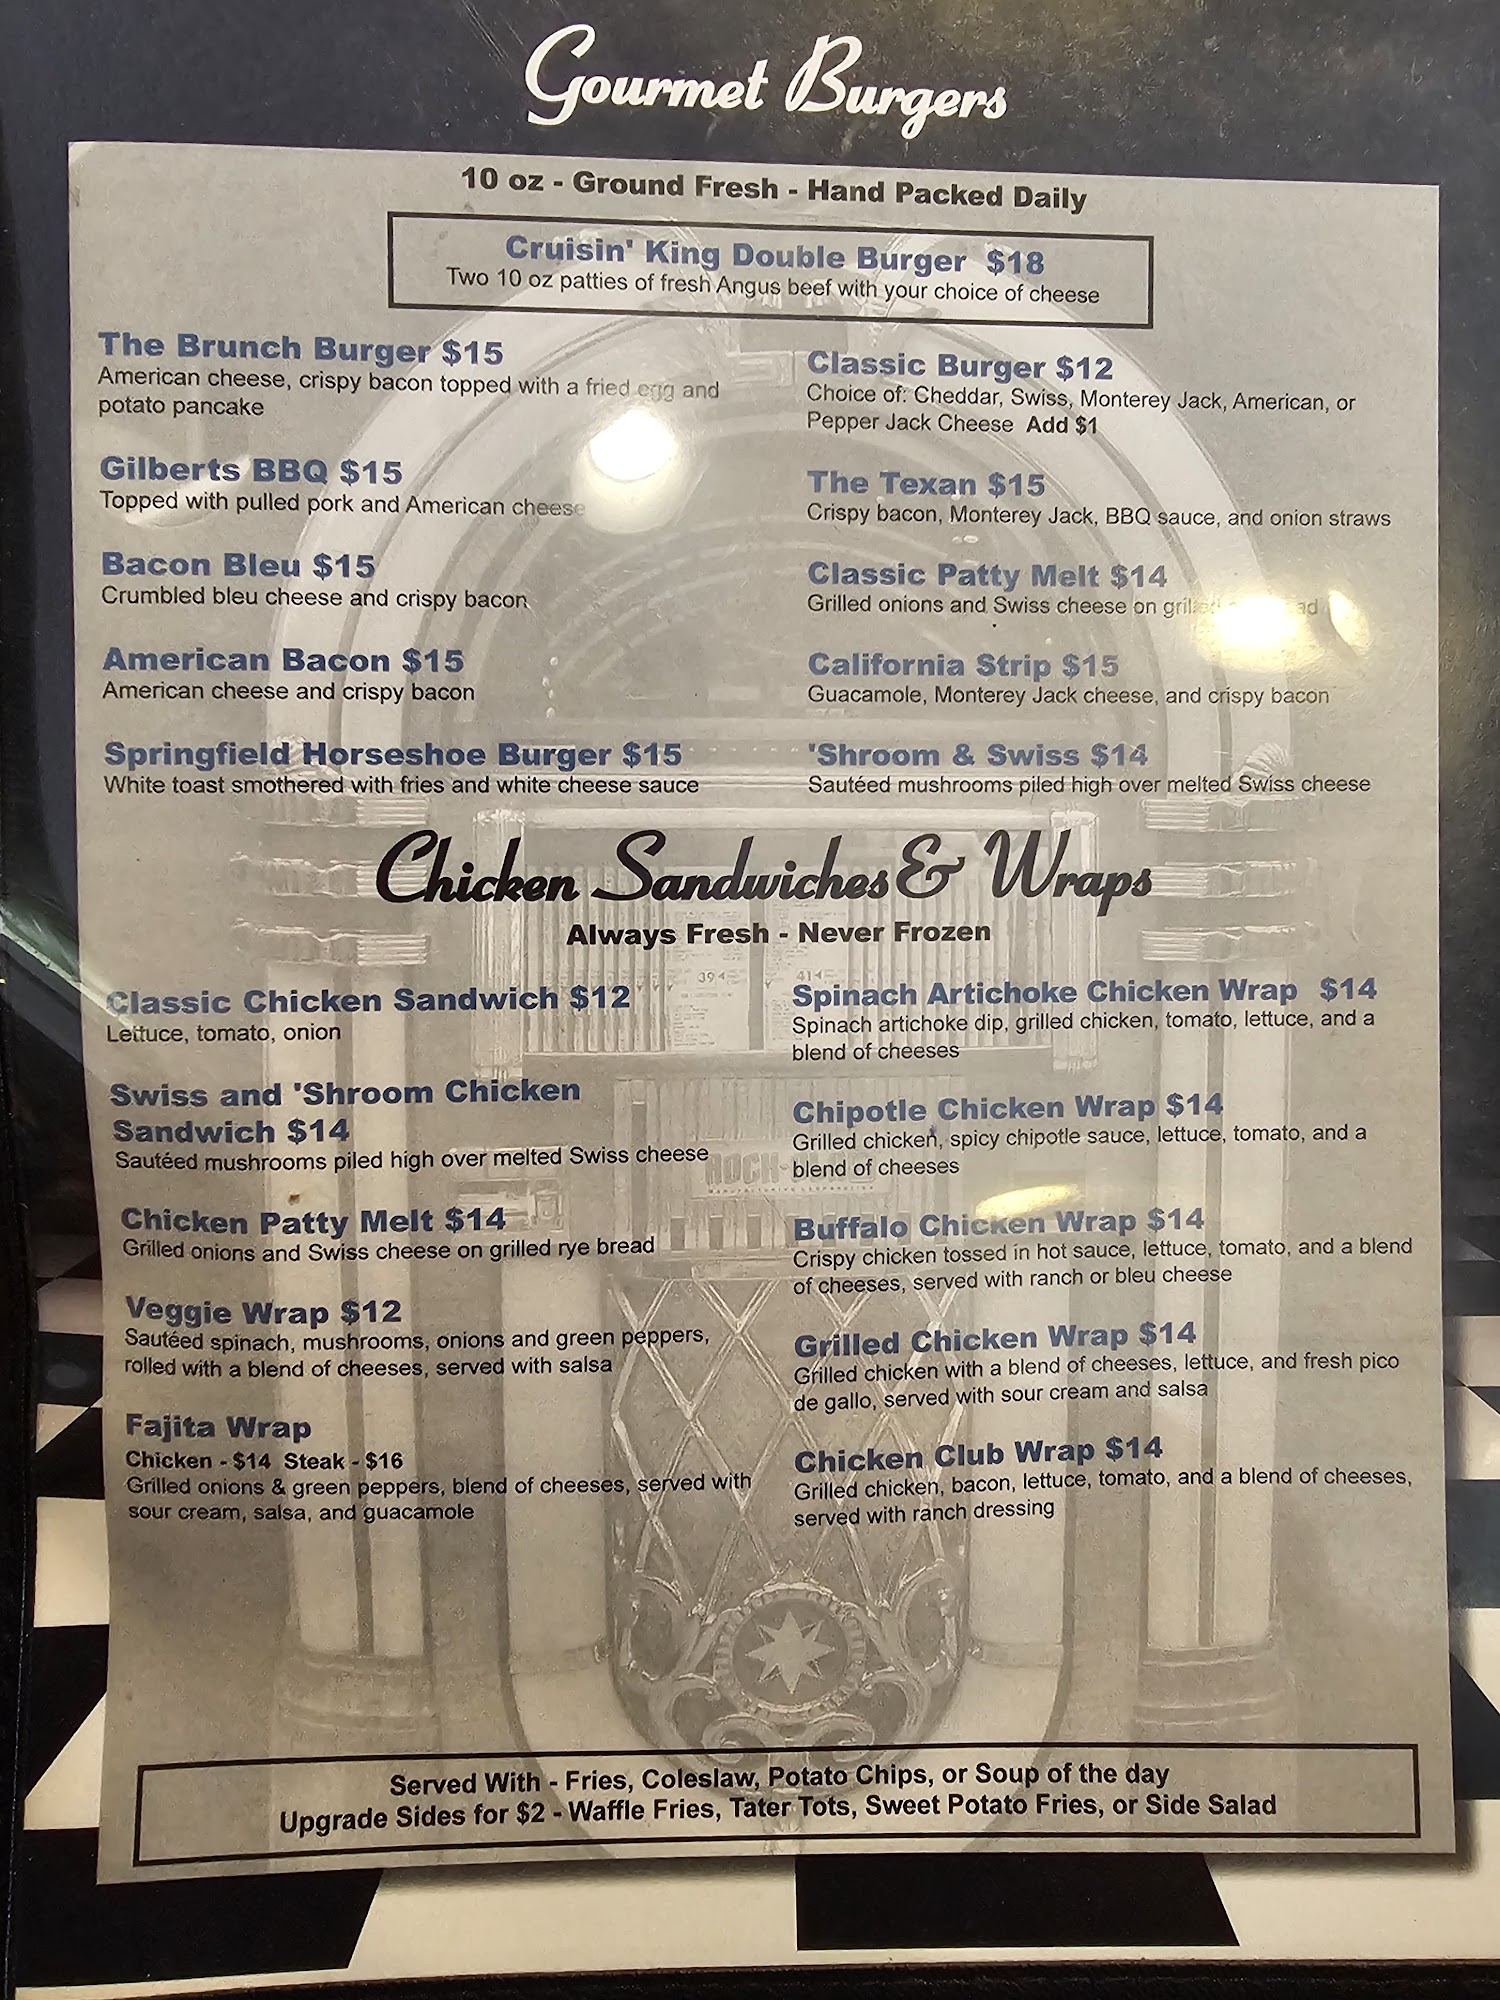 Gourmet Burgers
10 oz - Ground Fresh - Hand Packed Daily
Cruisin' King Double Burger $18
Two 10 oz patties of fresh Angus beef with your choice of cheese
The Brunch Burger $15
American cheese, crispy bacon topped with a fried egg and
potato pancake
Gilberts BBQ $15
Topped with pulled pork and American cheese
Bacon Bleu $15
Crumbled bleu cheese and crispy bacon
American Bacon $15
American cheese and crispy bacon
Springfield Horseshoe Burger $15
White toast smothered with fries and white cheese sauce
Classic Burger $12
Choice of: Cheddar, Swiss, Monterey Jack, American, or
Pepper Jack Cheese Add $1
The Texan $15
Crispy bacon, Monterey Jack, BBQ sauce, and onion straws
Classic Patty Melt $14
Grilled onions and Swiss cheese on
California Strip $15
Guacamole, Monterey Jack cheese, and crispy bacon
'Shroom & Swiss $14
Sautéed mushrooms piled high over melted Swiss cheese
Chicken Sandwiches & Wraps
Always Fresh - Never Frozen
Classic Chicken Sandwich $12
Lettuce, tomato, onion
Swiss and 'Shroom Chicken
Sandwich $14
Sautéed mushrooms piled high over melted Swiss cheese
Chicken Patty Melt $14
Grilled onions and Swiss cheese on grilled rye bread
Veggie Wrap $12
Sautéed spinach, mushrooms, onions and green peppers,
rolled with a blend of cheeses, served with salsa
Fajita Wrap
Chicken - $14 Steak - $16
Grilled onions & green peppers, blend of cheeses, served with
sour cream, salsa, and guacamole
Spinach Artichoke Chicken Wrap $14
Spinach artichoke dip, grilled chicken, tomato, lettuce, and a
blend of cheeses
Chipotle Chicken Wrap $14
Grilled chicken, spicy chipotle sauce, lettuce, tomato, and a
blend of cheeses
Buffalo Chicken Wrap $14
Crispy chicken tossed in hot sauce, lettuce, tomato, and a blend
of cheeses, served with ranch or bleu cheese
Grilled Chicken Wrap $14
Grilled chicken with a blend of cheeses, lettuce, and fresh pico
de gallo, served with sour cream and salsa
Chicken Club Wrap $14
Grilled chicken, bacon, lettuce, tomato, and a blend of cheeses,
served with ranch dressing
Served With - Fries, Coleslaw, Potato Chips, or Soup of the day
Upgrade Sides for $2 - Waffle Fries, Tater Tots, Sweet Potato Fries, or Side Salad